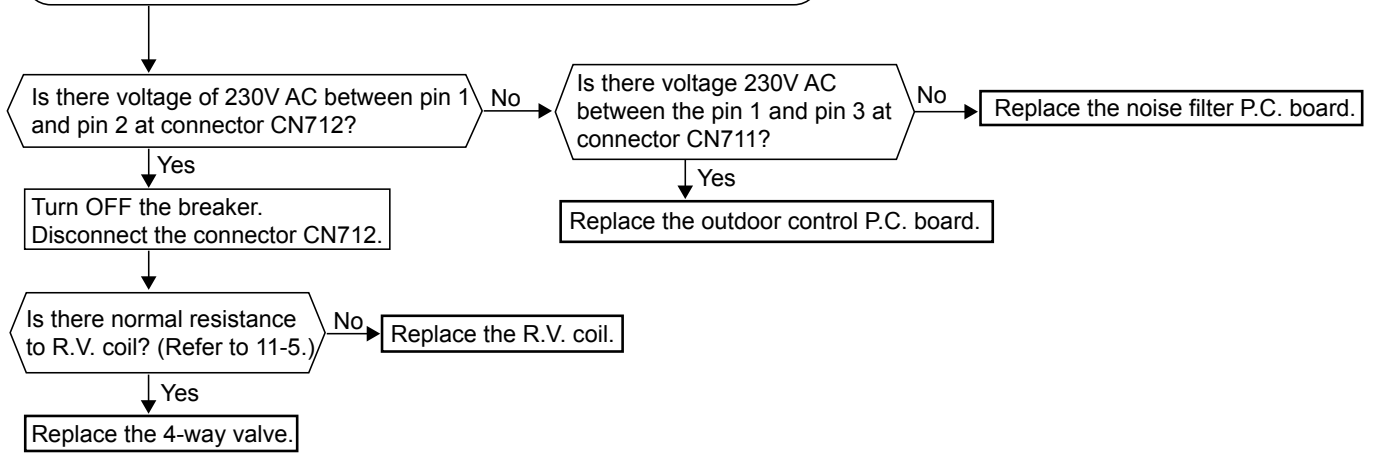 Is there voltage of 230V AC between pin 1
and pin 2 at connector CN712?
No
Is there voltage 230V AC
between the pin 1 and pin 3 at
connector CN711?
No
Replace the noise filter P.C. board.
Yes
Yes
Turn OFF the breaker.
Disconnect the connector CN712.
Replace the outdoor control P.C. board.
Is there normal resistance
to R.V. coil? (Refer to 11-5.)
No
Replace the R.V. coil.
Yes
Replace the 4-way valve.